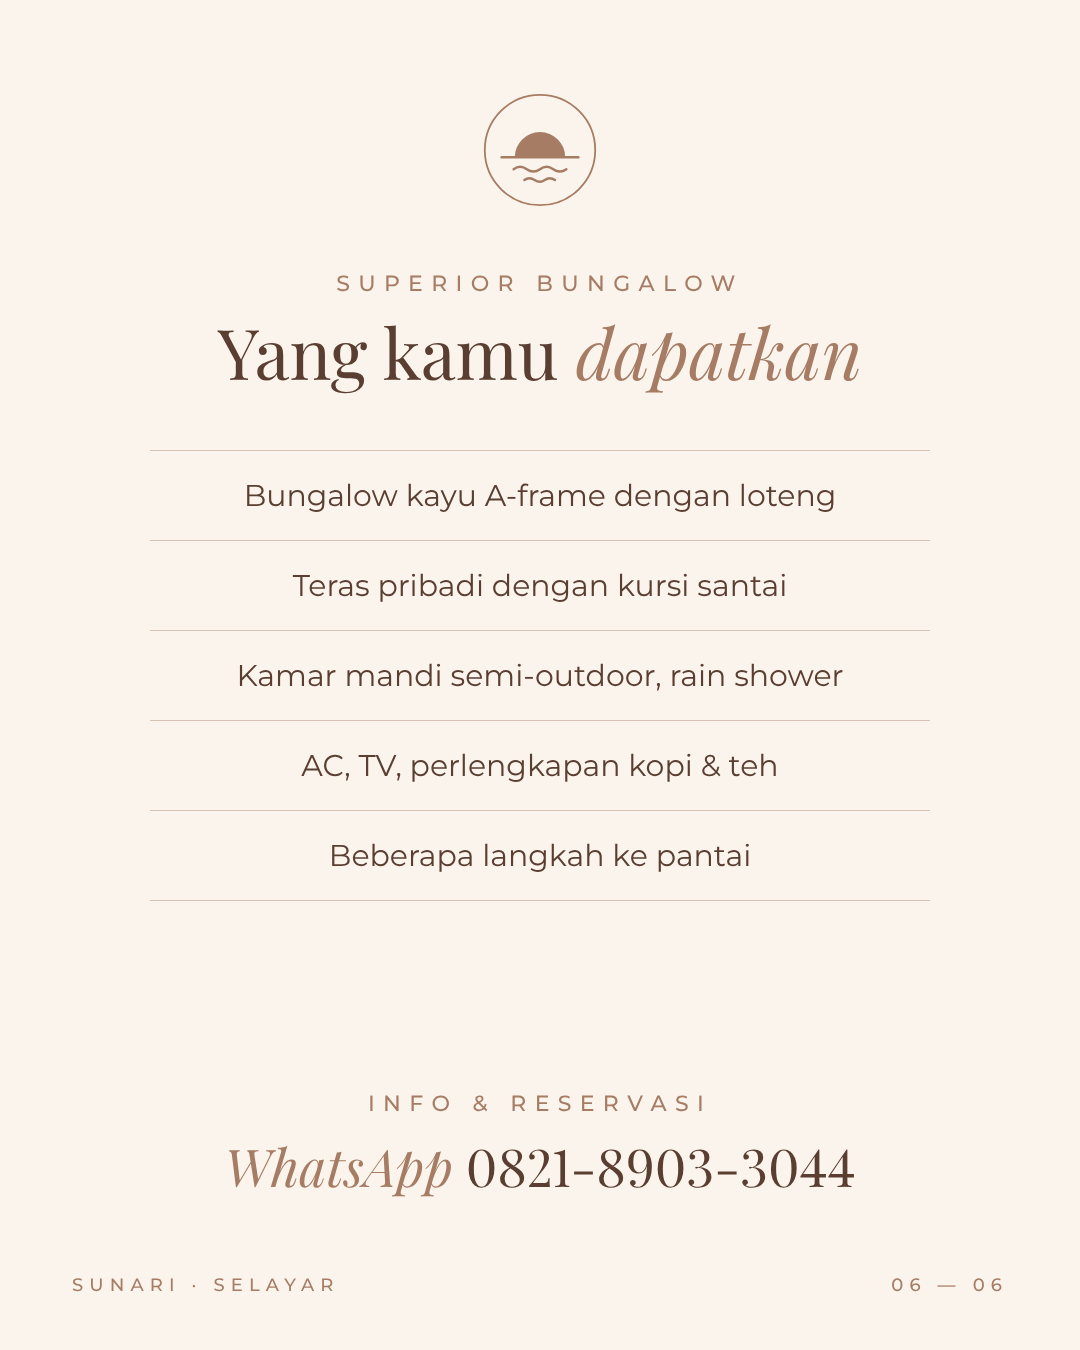 SUPERIOR BUNGALOW
Yang kamu dapatkan
Bungalow kayu A-frame dengan loteng
Teras pribadi dengan kursi santai
Kamar mandi semi-outdoor, rain shower
AC, TV, perlengkapan kopi & teh
Beberapa langkah ke pantai
INFO & RESERVASI
WhatsApp 0821-8903-3044
SUNARI · SELAYAR
06 — 06